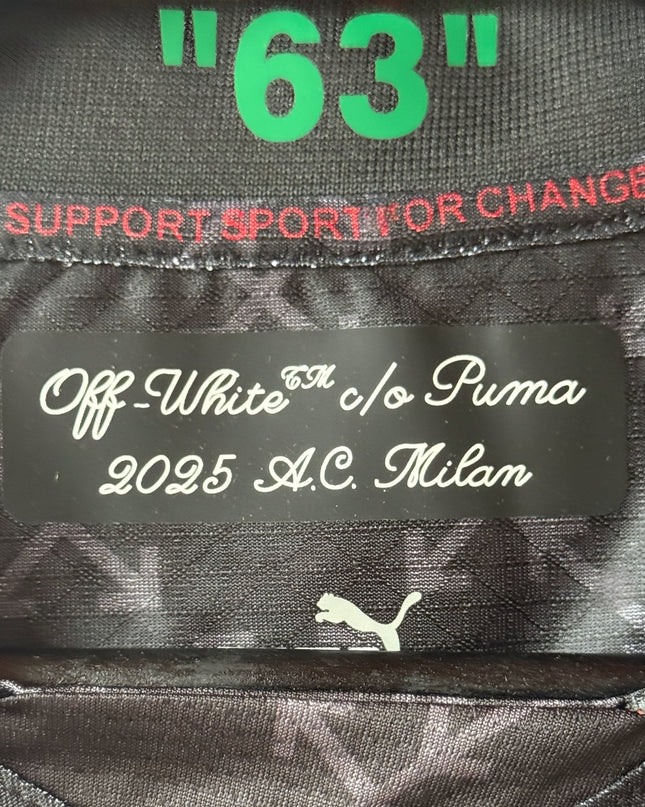 "63"
SUPPORT SPORT FOR CHANGE
Off-White™ c/o Puma
2025 A.C. Milan